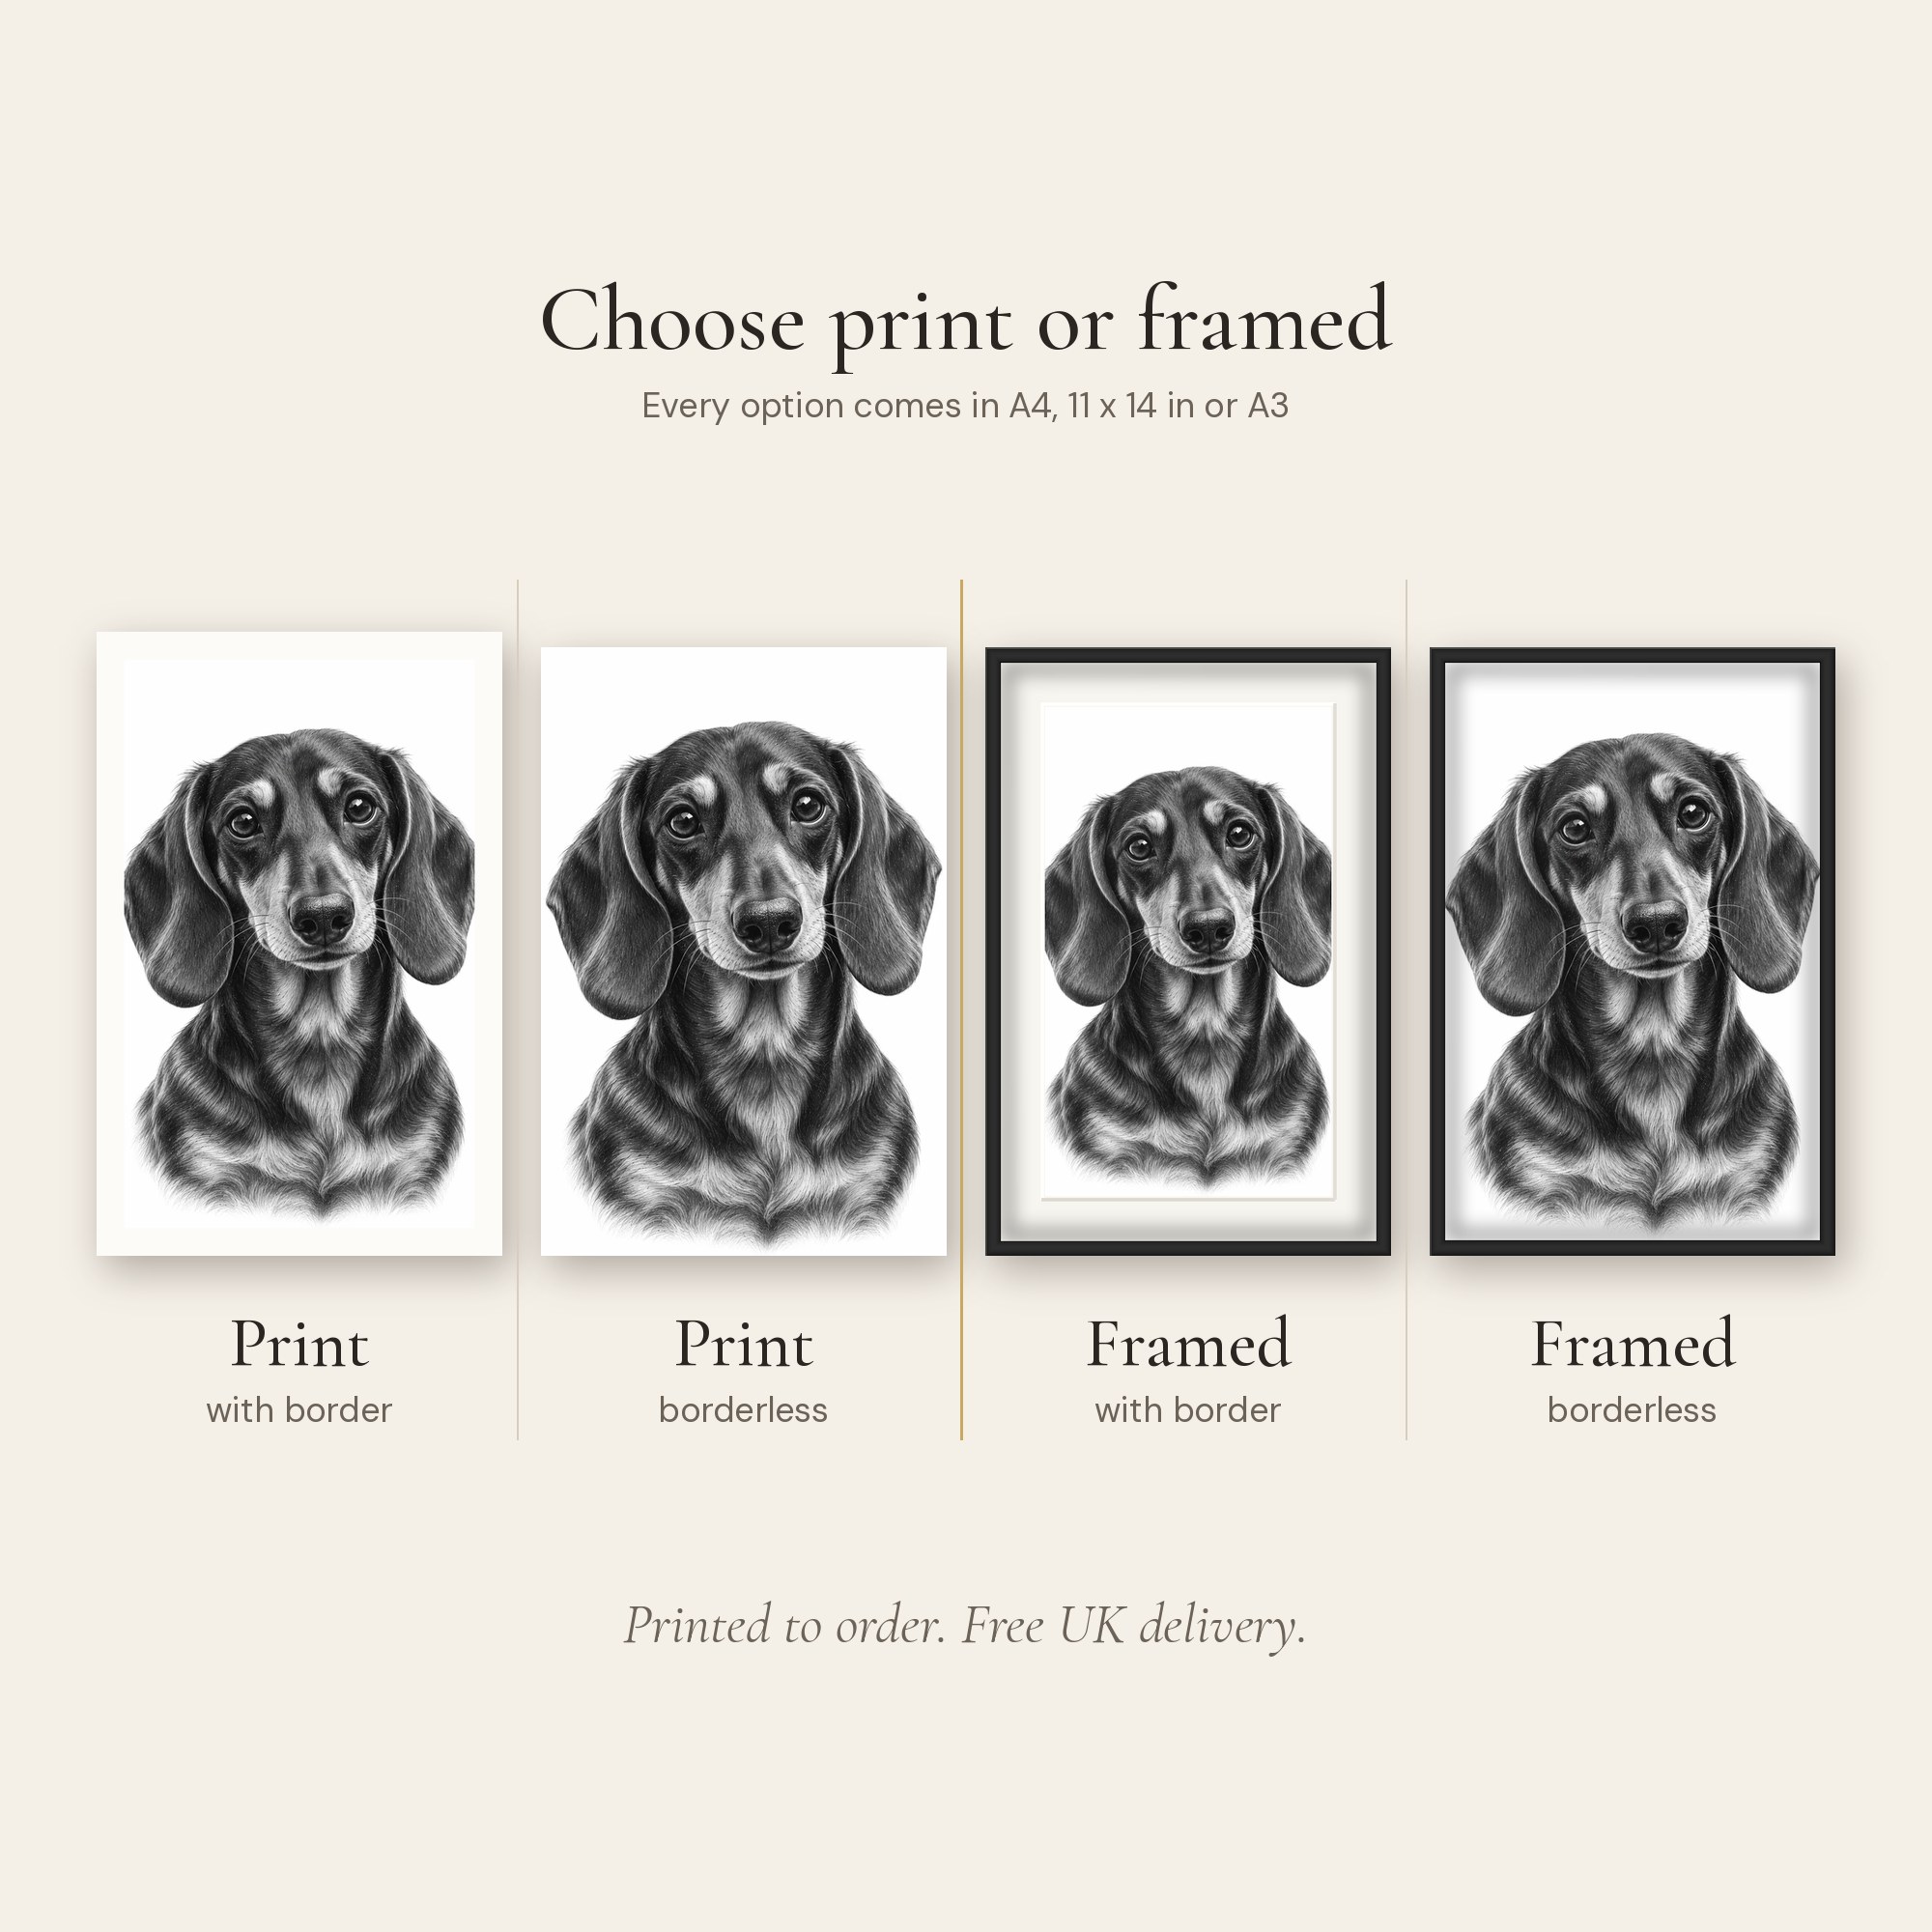 Choose print or framed
Every option comes in A4, 11 x 14 in or A3
Print
with border
Print
borderless
Framed
with border
Framed
borderless
Printed to order. Free UK delivery.